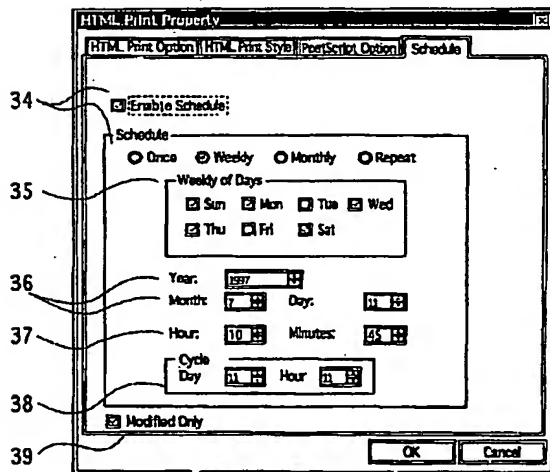 HTML Print Property
HTML Print Option HTML Print Style PostScript Option Schedule
34
Enable Schedule
Schedule
Once Weekly Monthly Repeat
35
Weekly of Days
Sun Mon Tue Wed
Thu Fri Sat
36
Year: 1997
Month: 7 Day: 11
37
Hour: 10 Minutes: 45
38
Cycle
Day 11 Hour 11
39
Modified Only
OK Cancel